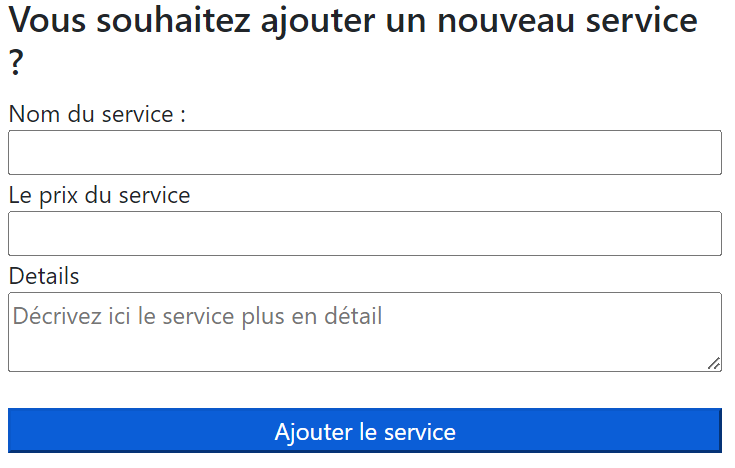 Vous souhaitez ajouter un nouveau service
?
Nom du service :
Le prix du service
Details
Décrivez ici le service plus en détail
Ajouter le service